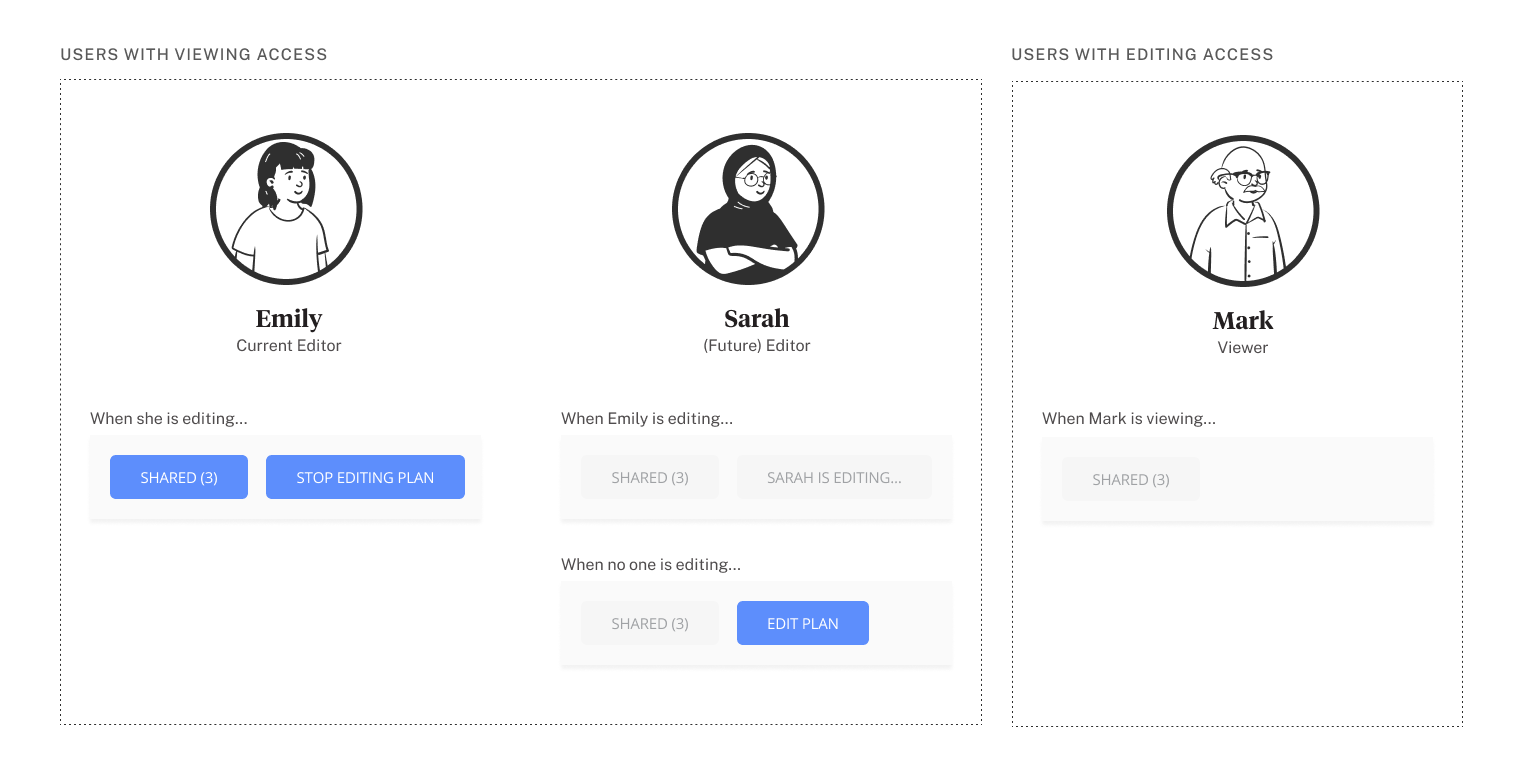 USERS WITH VIEWING ACCESS
Emily
Current Editor
When she is editing...
SHARED (3)
STOP EDITING PLAN
Sarah
(Future) Editor
When Emily is editing...
SHARED (3)
SARAH IS EDITING...
When no one is editing...
SHARED (3)
EDIT PLAN
USERS WITH EDITING ACCESS
Mark
Viewer
When Mark is viewing...
SHARED (3)